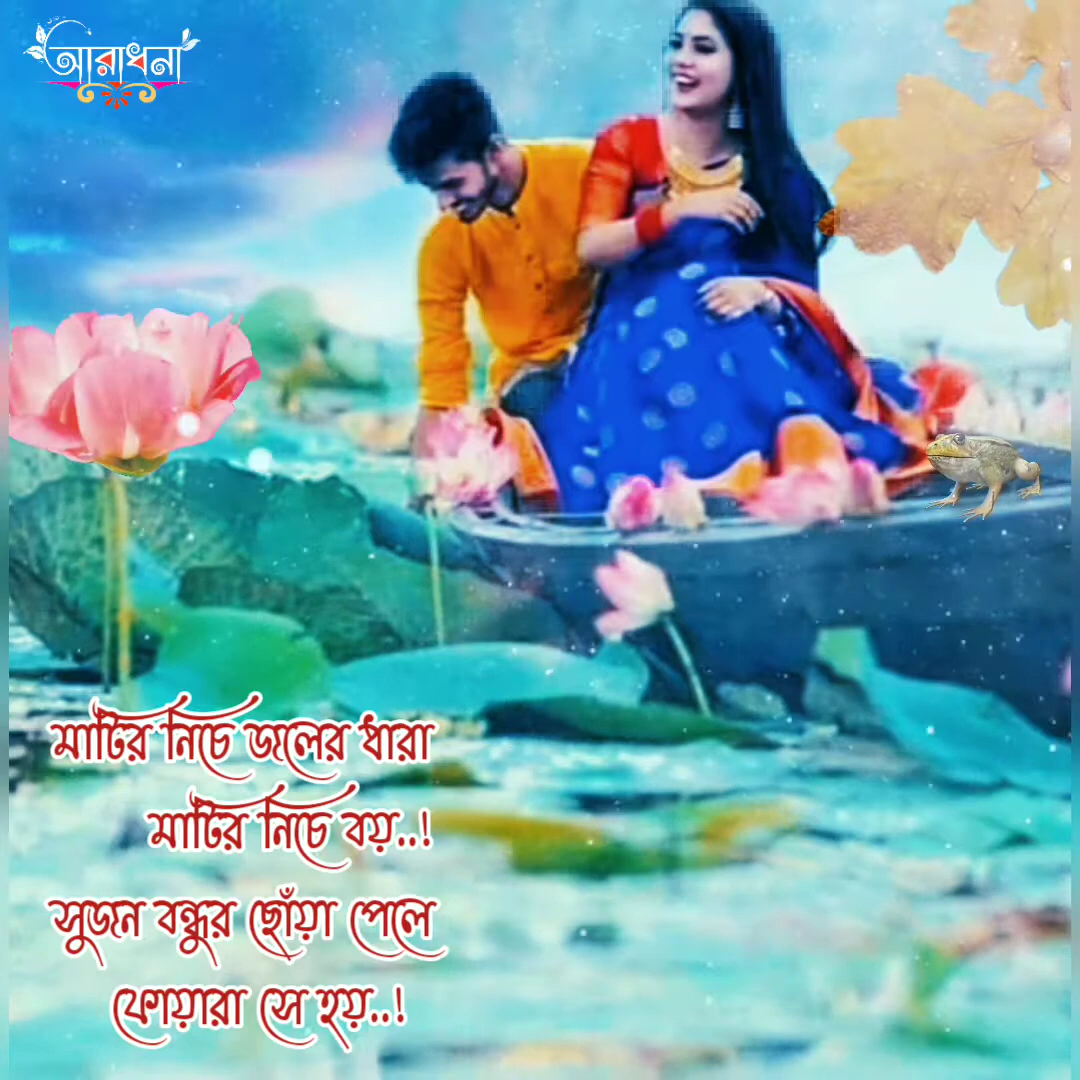 আরাধনা
মাটির নিচে জলের ধারা
মাটির নিচে বয়..!
সুজন বন্ধুর ছোঁয়া পেলে
ফোয়ারা সে হয়..!